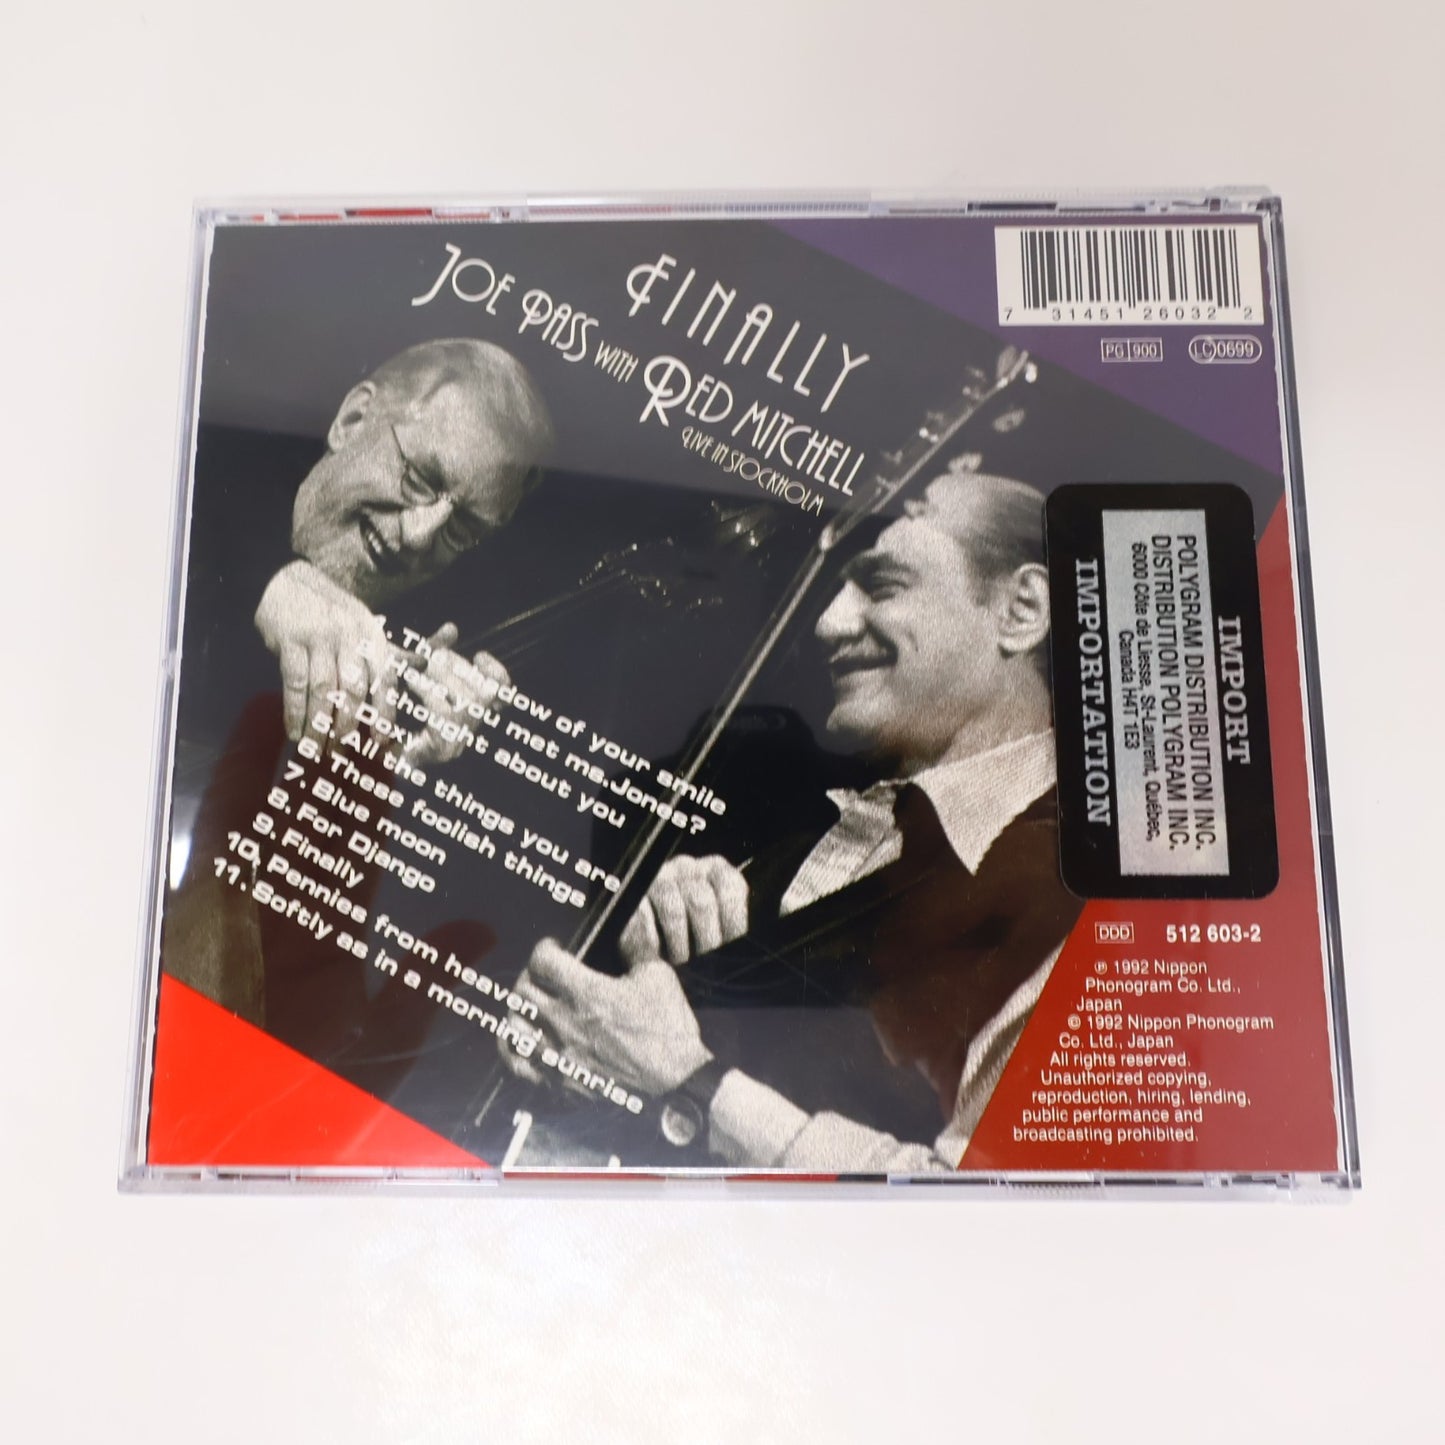 FINALLY
JOE PASS WITH RED MITCHELL
LIVE IN STOCKHOLM
1. The shadow of your smile
2. Have you met ms.Jones?
3. I thought about you
4. Doxy
5. All the things you are
6. These foolish things
7. Blue moon
8. For Django
9. Finally
10. Pennies from heaven
11. Softly as in a morning sunrise
7 31451 26032 2
PG 900
LC 0699
IMPORT
POLYGRAM DISTRIBUTION INC.
DISTRIBUTION POLYGRAM INC.
6000 Côte de Liesse, St-Laurent, Québec,
Canada H4T 1E3
IMPORTATION
DDD 512 603-2
℗ 1992 Nippon
Phonogram Co. Ltd.,
Japan
© 1992 Nippon Phonogram
Co. Ltd., Japan
All rights reserved.
Unauthorized copying,
reproduction, hiring, lending,
public performance and
broadcasting prohibited.